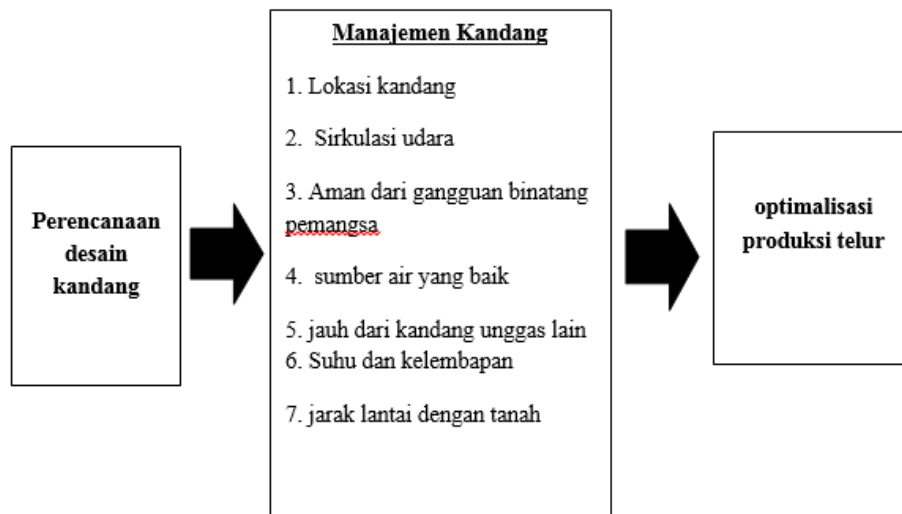 Perencanaan
desain
kandang
Manajemen Kandang
1. Lokasi kandang
2. Sirkulasi udara
3. Aman dari gangguan binatang
pemangsa
4. sumber air yang baik
5. jauh dari kandang unggas lain
6. Suhu dan kelembapan
7. jarak lantai dengan tanah
optimalisasi
produksi telur